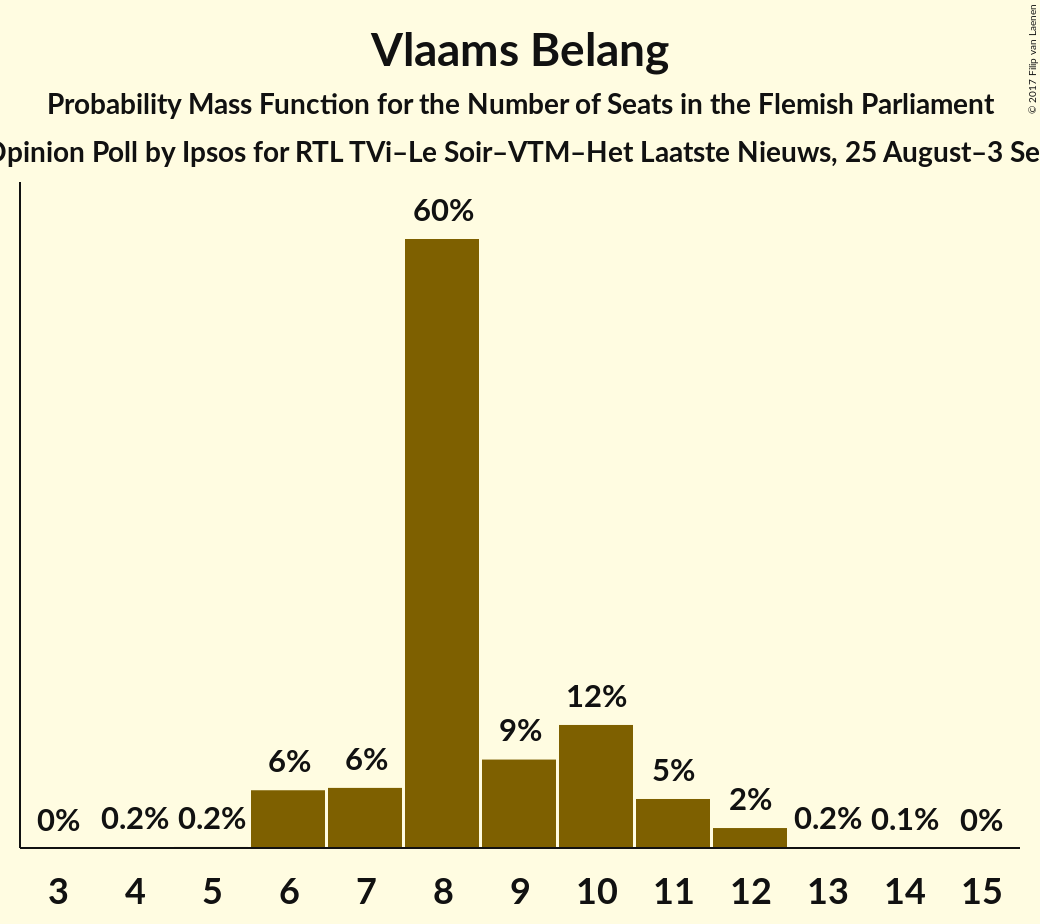 Vlaams Belang
Probability Mass Function for the Number of Seats in the Flemish Parliament
Opinion Poll by Ipsos for RTL TVi–Le Soir–VTM–Het Laatste Nieuws, 25 August–3 Se
© 2017 Filip van Laenen
60%
12%
9%
6%
6%
5%
2%
0%
0.2%
0.2%
0.2%
0.1%
0%
3 4 5 6 7 8 9 10 11 12 13 14 15